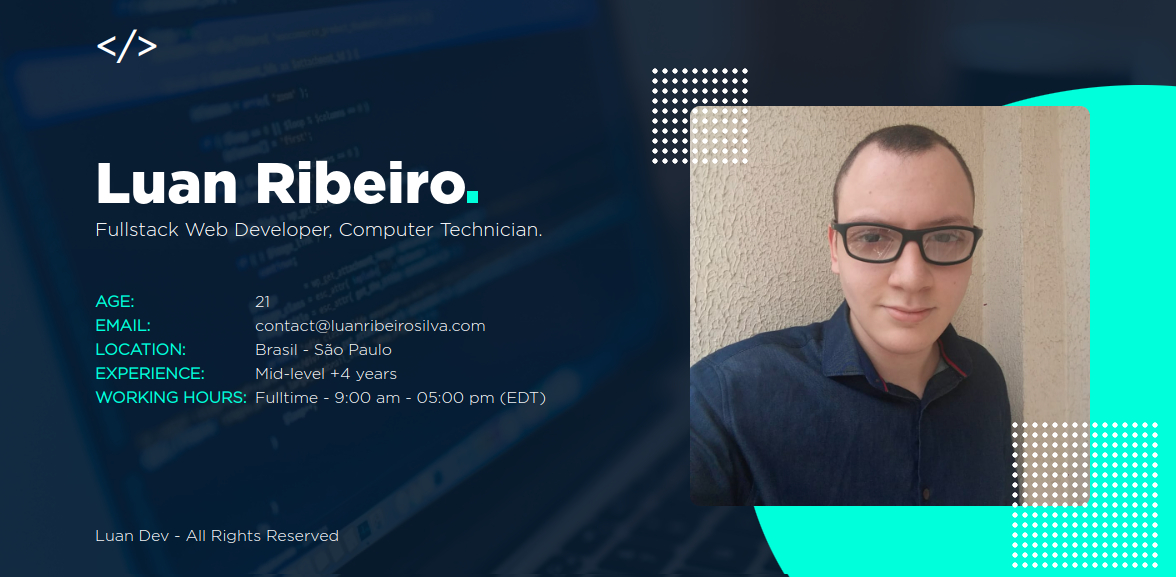 </>
Luan Ribeiro.
Fullstack Web Developer, Computer Technician.
AGE: 21
EMAIL: contact@luanribeirosilva.com
LOCATION: Brasil - São Paulo
EXPERIENCE: Mid-level +4 years
WORKING HOURS: Fulltime - 9:00 am - 05:00 pm (EDT)
Luan Dev - All Rights Reserved